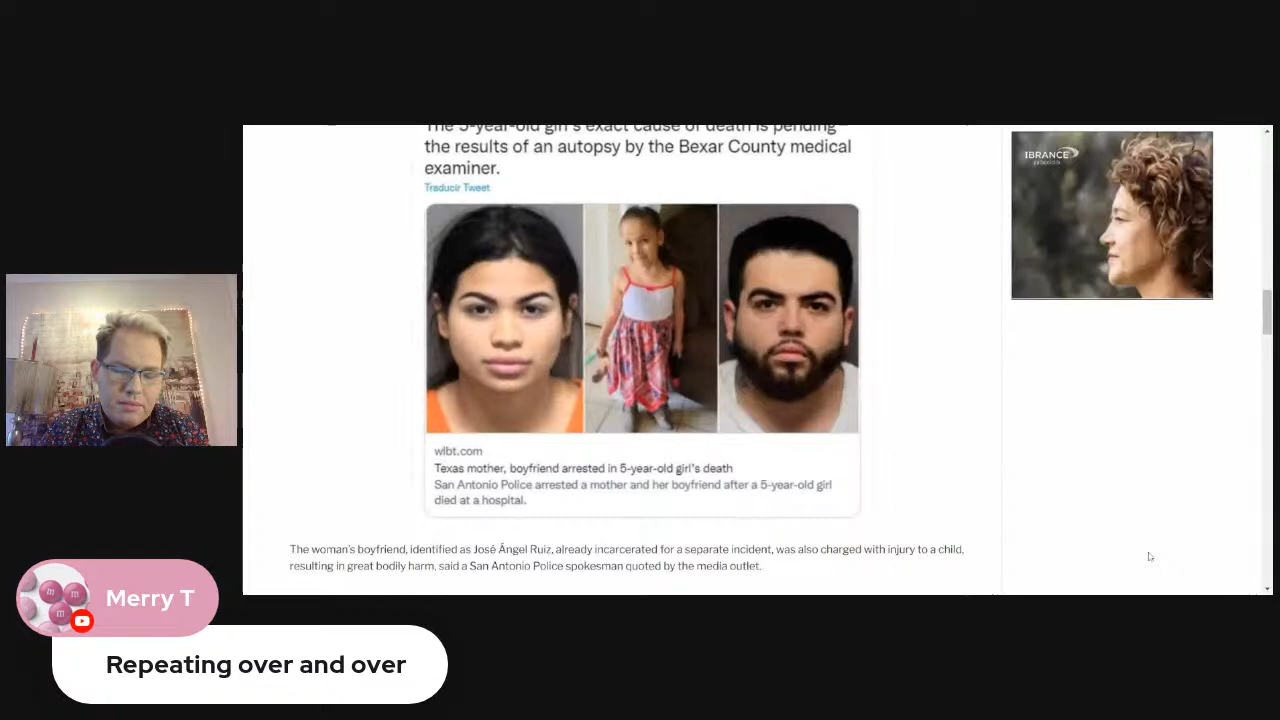 The 5-year-old girl's exact cause of death is pending
the results of an autopsy by the Bexar County medical
examiner.
Traducir Tweet
IBRANCE
wlbt.com
Texas mother, boyfriend arrested in 5-year-old girl's death
San Antonio Police arrested a mother and her boyfriend after a 5-year-old girl
died at a hospital.
The woman's boyfriend, identified as José Ángel Ruiz, already incarcerated for a separate incident, was also charged with injury to a child,
resulting in great bodily harm, said a San Antonio Police spokesman quoted by the media outlet.
Merry T
Repeating over and over